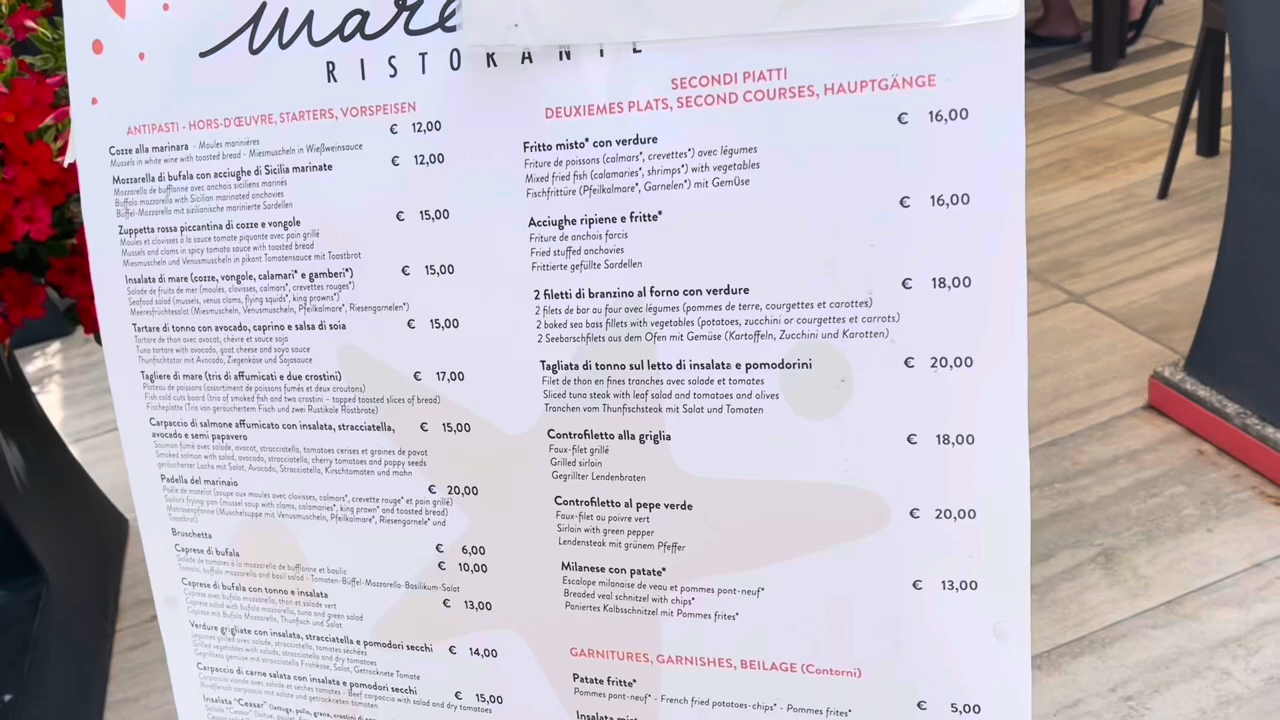 Mare
RISTORANTE
ANTIPASTI - HORS-D'ŒUVRE, STARTERS, VORSPEISEN
Cozze alla marinara - Moules marinières € 12,00
Mussels in white wine with toasted bread - Miesmuscheln in Wießweinsauce
Mozzarella di bufala con acciughe di Sicilia marinate € 12,00
Mozzarella de bufflonne avec anchois siciliens marinés
Buffalo mozzarella with Sicilian marinated anchovies
Büffel-Mozzarella mit sizilianische marinierte Sardellen
Zuppetta rossa piccantina di cozze e vongole € 15,00
Moules et clovisses à la sauce tomate piquante avec pain grillé
Mussels and clams in spicy tomato sauce with toasted bread
Miesmuscheln und Venusmuscheln in pikant Tomatensauce mit Toastbrot
Insalata di mare (cozze, vongole, calamari* e gamberi*) € 15,00
Salade de fruits de mer (moules, clovisses, calmars*, crevettes rouges*)
Seafood salad (mussels, venus clams, flying squids*, king prawns*)
Meeresfrüchtesalat (Miesmuscheln, Venusmuscheln, Pfeilkalmar*, Riesengarnelen*)
Tartare di tonno con avocado, caprino e salsa di soia € 15,00
Tartare de thon avec avocat, chèvre et sauce soja
Tuna tartare with avocado, goat cheese and soya sauce
Thunfischtatar mit Avocado, Ziegenkäse und Sojasauce
Tagliere di mare (tris di affumicati e due crostini) € 17,00
Plateau de poissons (assortiment de poissons fumés et deux croutons)
Fish cold cuts board (trio of smoked fish and two crostini - topped toasted slices of bread)
Fischeplatte (Tris von geräuchertem Fisch und zwei Rustikale Röstbrote)
Carpaccio di salmone affumicato con insalata, stracciatella, € 15,00
avocado e semi papavero
Saumon fumé avec salade, avocat, stracciatella, tomates cerises et graines de pavot
Smoked salmon with salad, avocado, stracciatella, cherry tomatoes and poppy seeds
geräucherter Lachs mit Salat, Avocado, Stracciatella, Kirschtomaten und mohn
Padella del marinaio € 20,00
Poêle de matelot (soupe aux moules avec clovisses, calmars*, crevette rouge* et pain grillé)
Sailor's frying-pan (mussel soup with clams, calamaries*, king prawn* and toasted bread)
Matrosenpfanne (Muschelsuppe mit Venusmuscheln, Pfeilkalmare*, Riesengarnele* und
Toastbrot)
Bruschetta € 6,00
Caprese di bufala € 10,00
Salade de tomates à la mozzarella de bufflonne et basilic
Tomato, buffalo mozzarella and basil salad - Tomaten-Büffel-Mozzarella-Basilikum-Salat
Caprese di bufala con tonno e insalata € 13,00
Caprese avec bufala mozzarella, thon et salade vert
Caprese salad with bufala mozzarella, tuna and green salad
Caprese mit Bufala Mozzarella, Thunfisch und Salat
Verdure grigliate con insalata, stracciatella e pomodori secchi € 14,00
Légumes grillés avec salade, stracciatella, tomates séchées
Grilled vegetables with salads, stracciatella and dry tomatoes
Gegrilltess gemüse mit stracciatella Frishkäse, Salat, Getrocknete Tomate
Carpaccio di carne salata con insalata e pomodori secchi € 15,00
Carpaccio viande avec salade et seches tomates - Beef carpaccio with salad and dry tomatoes
Rindfleisch carpaccio mit salate und getrockneten tomaten
Insalata "Ceasar" (lattuga, pollo, grana, crostini di
SECONDI PIATTI
DEUXIEMES PLATS, SECOND COURSES, HAUPTGÄNGE
Fritto misto* con verdure € 16,00
Friture de poissons (calmars*, crevettes*) avec légumes
Mixed fried fish (calamaries*, shrimps*) with vegetables
Fischfrittüre (Pfeilkalmare*, Garnelen*) mit GemÜse
Acciughe ripiene e fritte* € 16,00
Friture de anchois farcis
Fried stuffed anchovies
Frittierte gefüllte Sardellen
2 filetti di branzino al forno con verdure € 18,00
2 filets de bar au four avec légumes (pommes de terre, courgettes et carottes)
2 baked sea bass fillets with vegetables (potatoes, zucchini or courgettes et carrots)
2 Seebarschfilets aus dem Ofen mit Gemüse (Kartoffeln, Zucchini und Karotten)
Tagliata di tonno sul letto di insalata e pomodorini € 20,00
Filet de thon en fines tranches avec salade et tomates
Sliced tuna steak with leaf salad and tomatoes and olives
Tranchen vom Thunfischsteak mit Salat und Tomaten
Controfiletto alla griglia € 18,00
Faux-filet grillé
Grilled sirloin
Gegrillter Lendenbraten
Controfiletto al pepe verde € 20,00
Faux-filet au poivre vert
Sirloin with green pepper
Lendensteak mit grünem Pfeffer
Milanese con patate* € 13,00
Escalope milanaise de veau et pommes pont-neuf*
Breaded veal schnitzel with chips*
Paniertes Kalbsschnitzel mit Pommes frites*
GARNITURES, GARNISHES, BEILAGE (Contorni)
Patate fritte* € 5,00
Pommes pont-neuf* - French fried potatoes-chips* - Pommes frites*